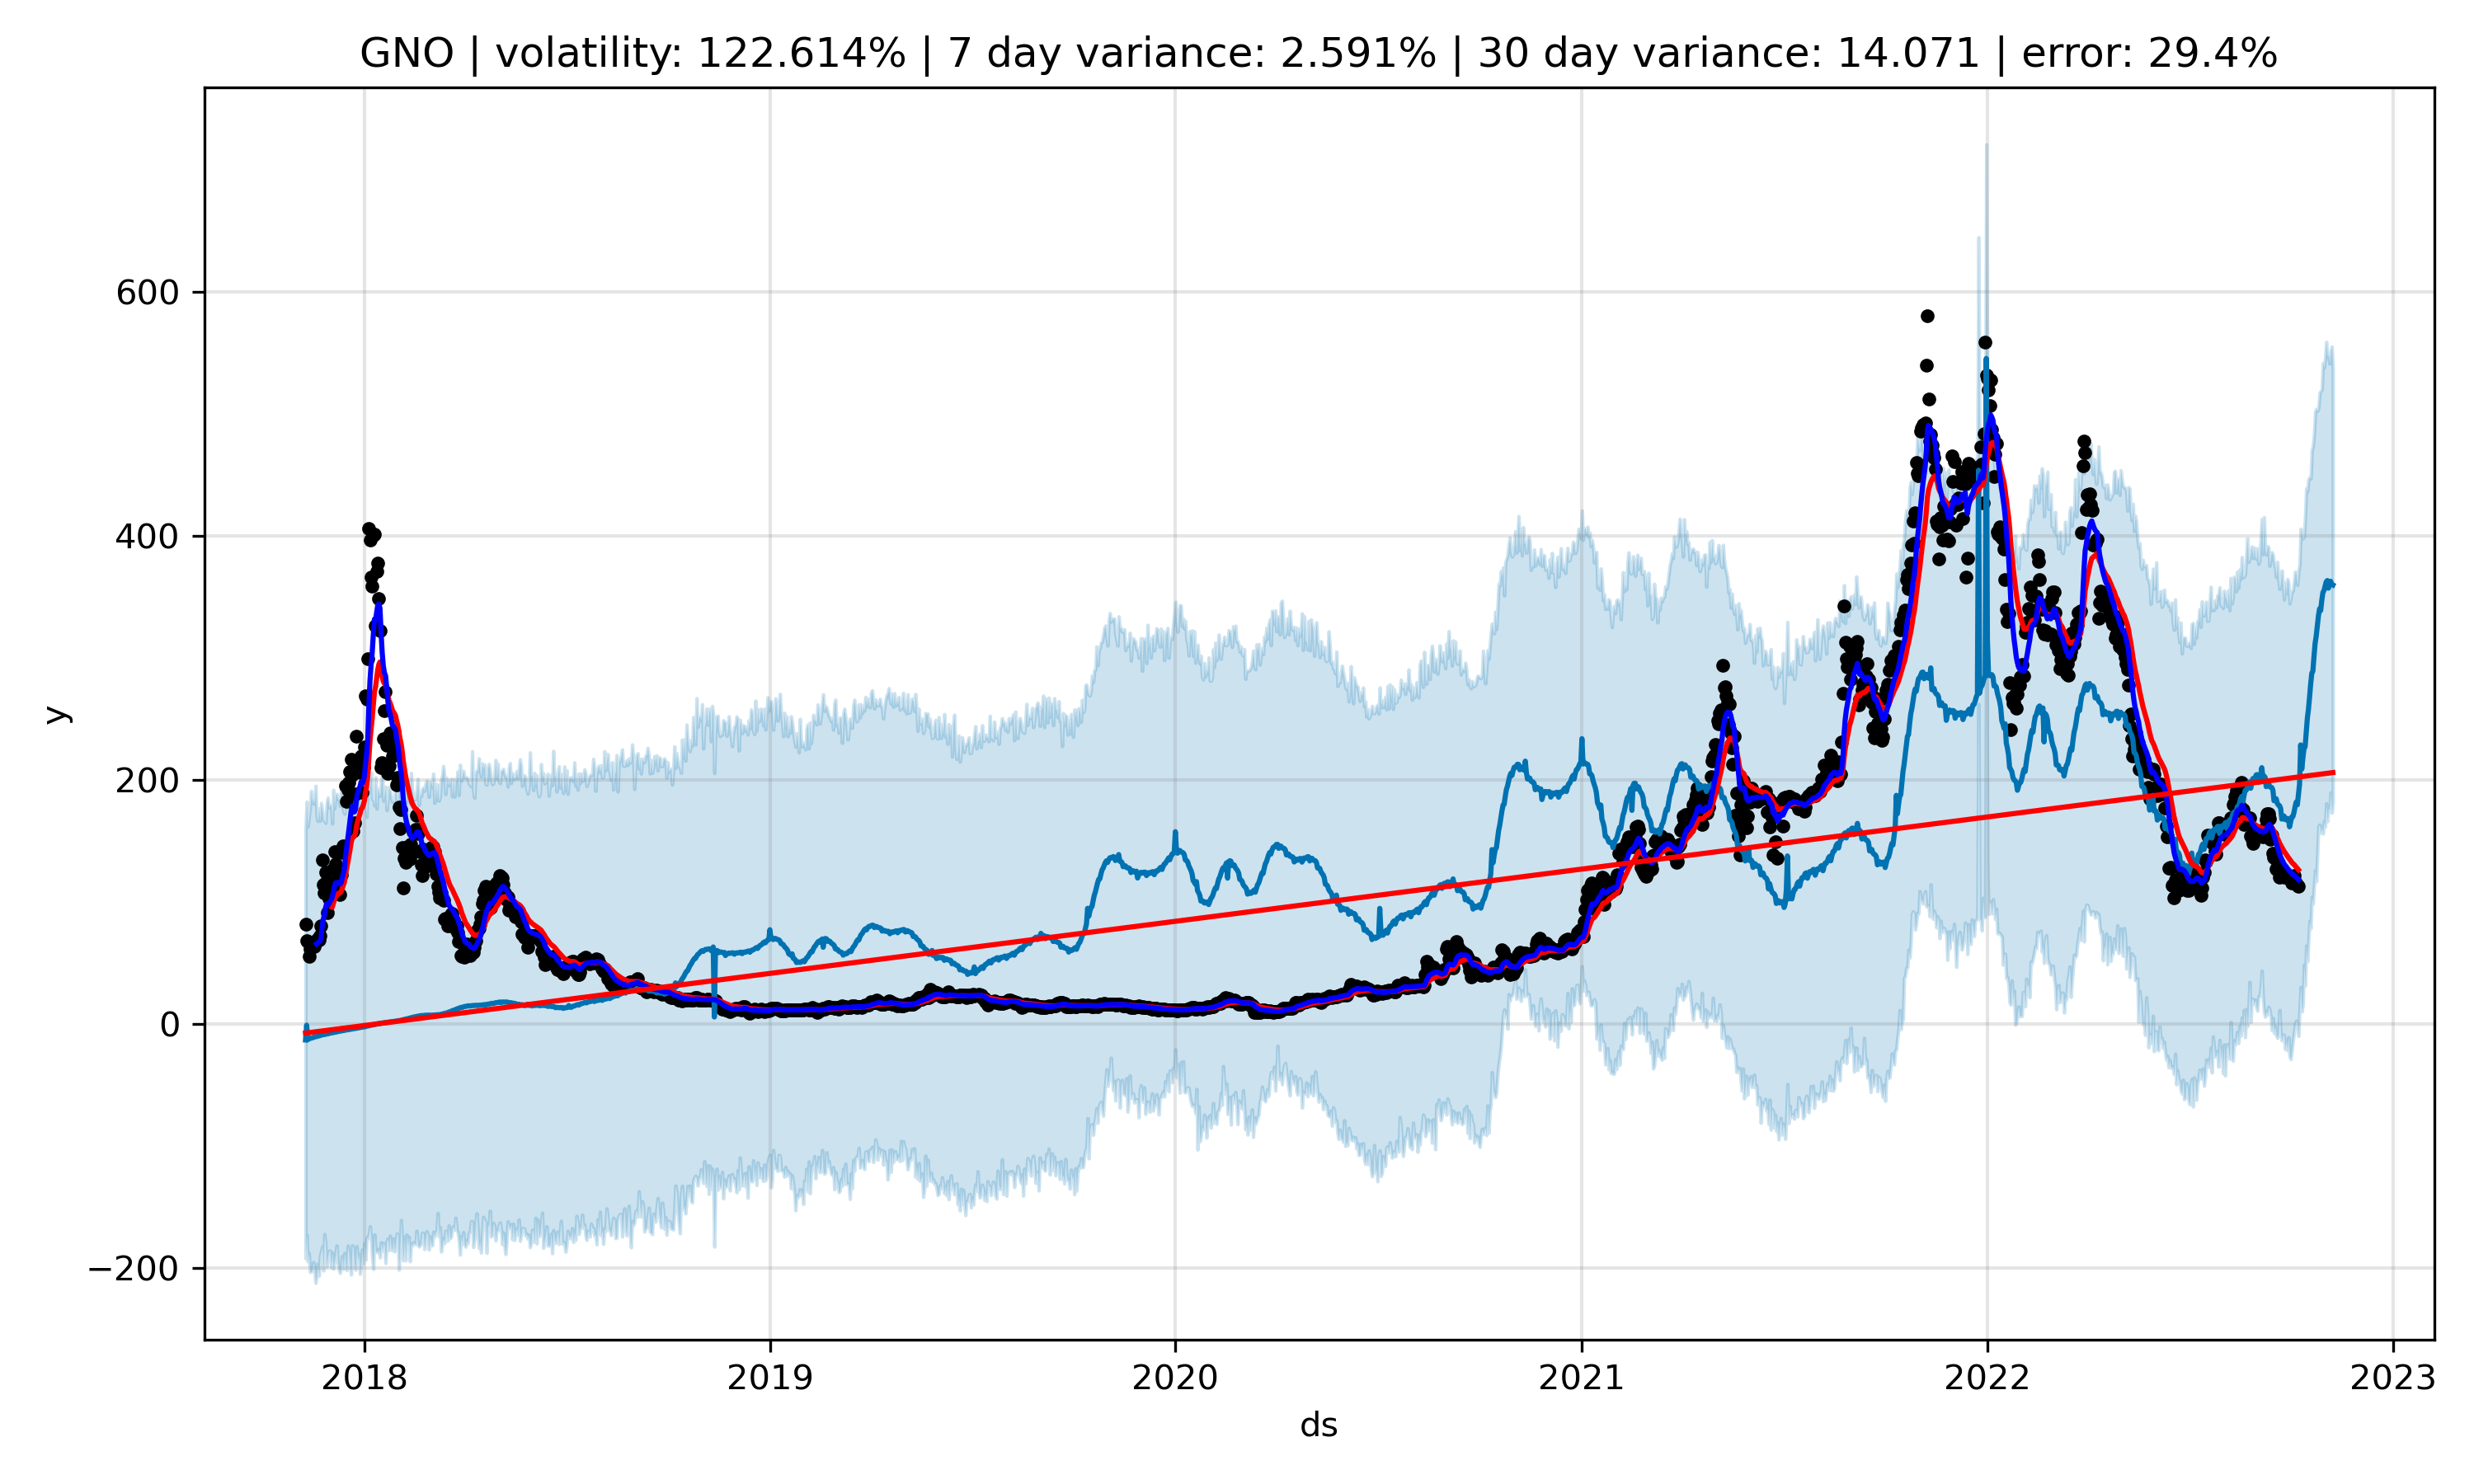 GNO | volatility: 122.614% | 7 day variance: 2.591% | 30 day variance: 14.071 | error: 29.4%
y
600
400
200
0
−200
2018 2019 2020 2021 2022 2023
ds